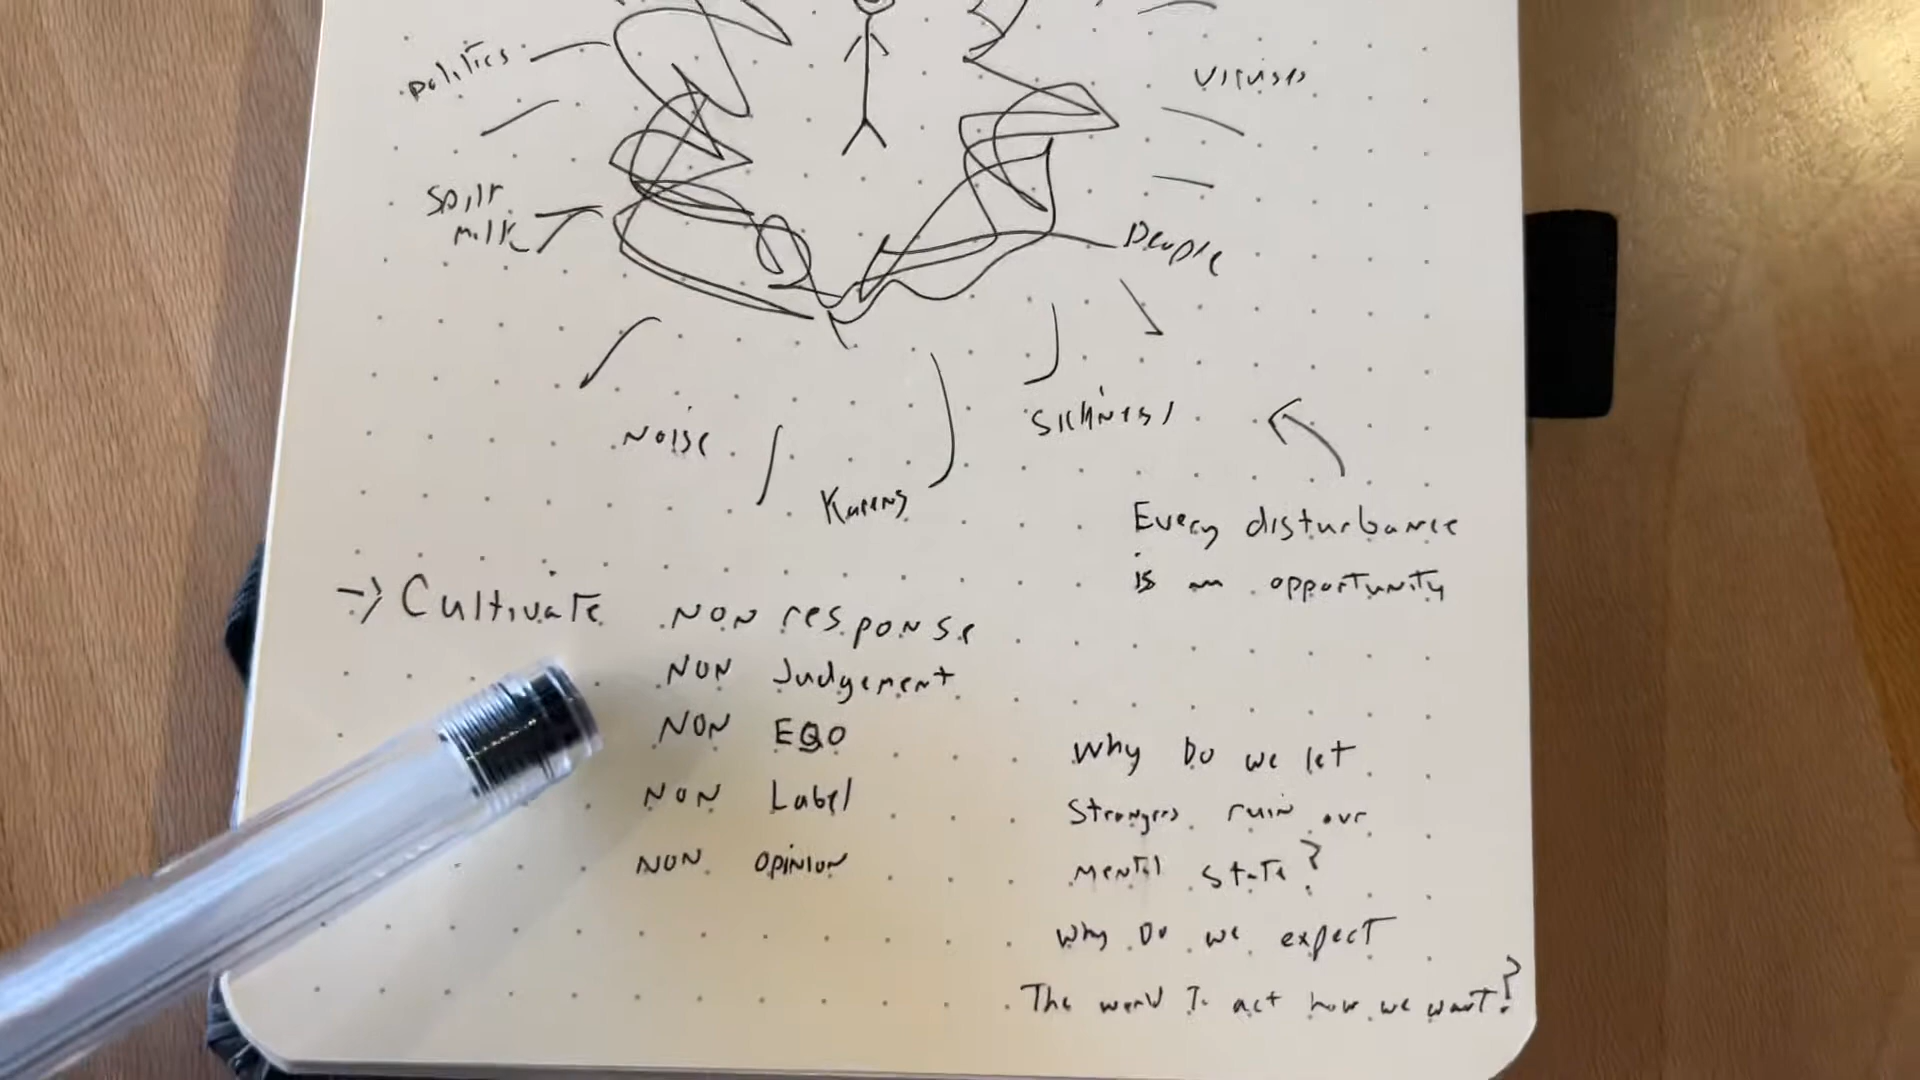 politics
viruses
spilt
milk
people
sickness
noise
Karens
Every disturbance
is an opportunity
-> Cultivate non response
non Judgement
non EGO
non Label
non opinion
why Do we let
Strangers ruin our
mental state?
why Do we expect
The world To act how we want?